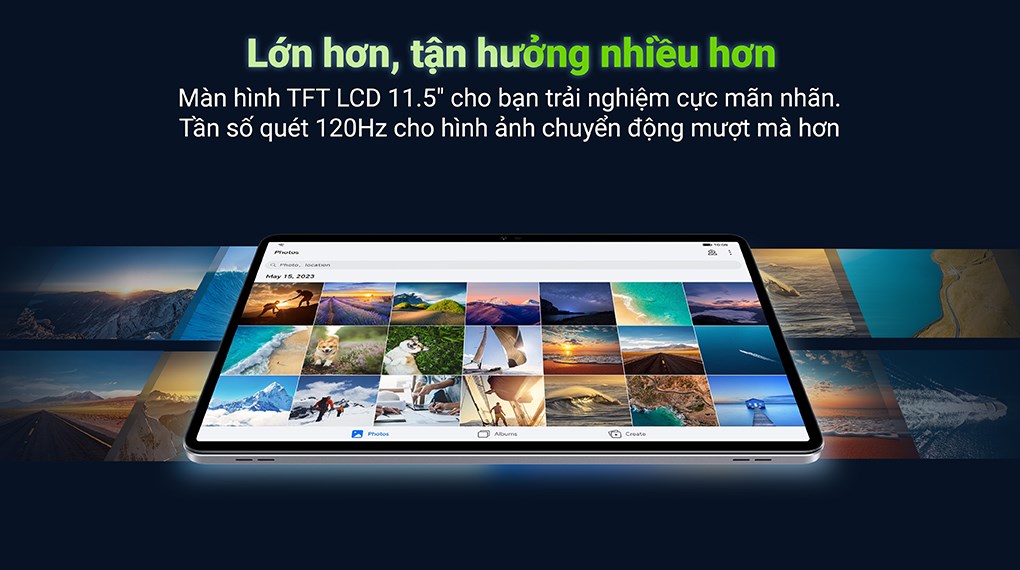 Lớn hơn, tận hưởng nhiều hơn
Màn hình TFT LCD 11.5" cho bạn trải nghiệm cực mãn nhãn.
Tần số quét 120Hz cho hình ảnh chuyển động mượt mà hơn
Photos
Photo, location
May 15, 2023
Photos
Albums
Create